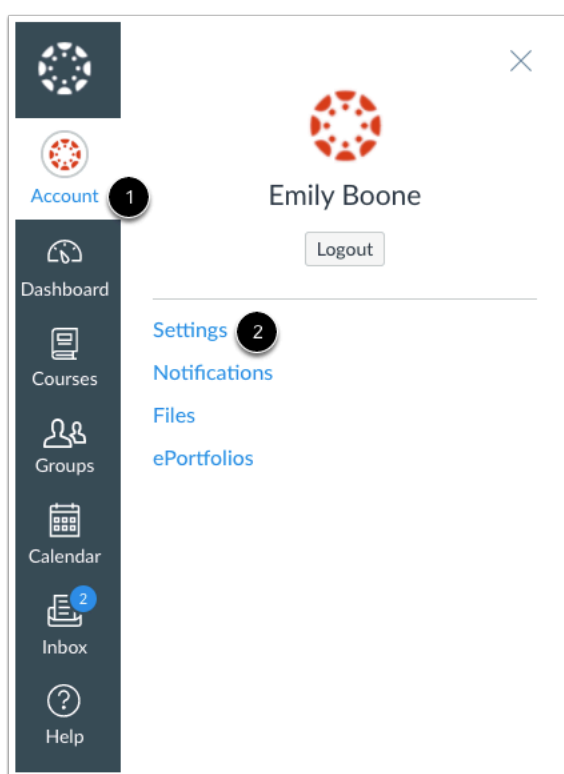 Account 1
Dashboard
Courses
Groups
Calendar
2
Inbox
?
Help
Emily Boone
Logout
Settings 2
Notifications
Files
ePortfolios